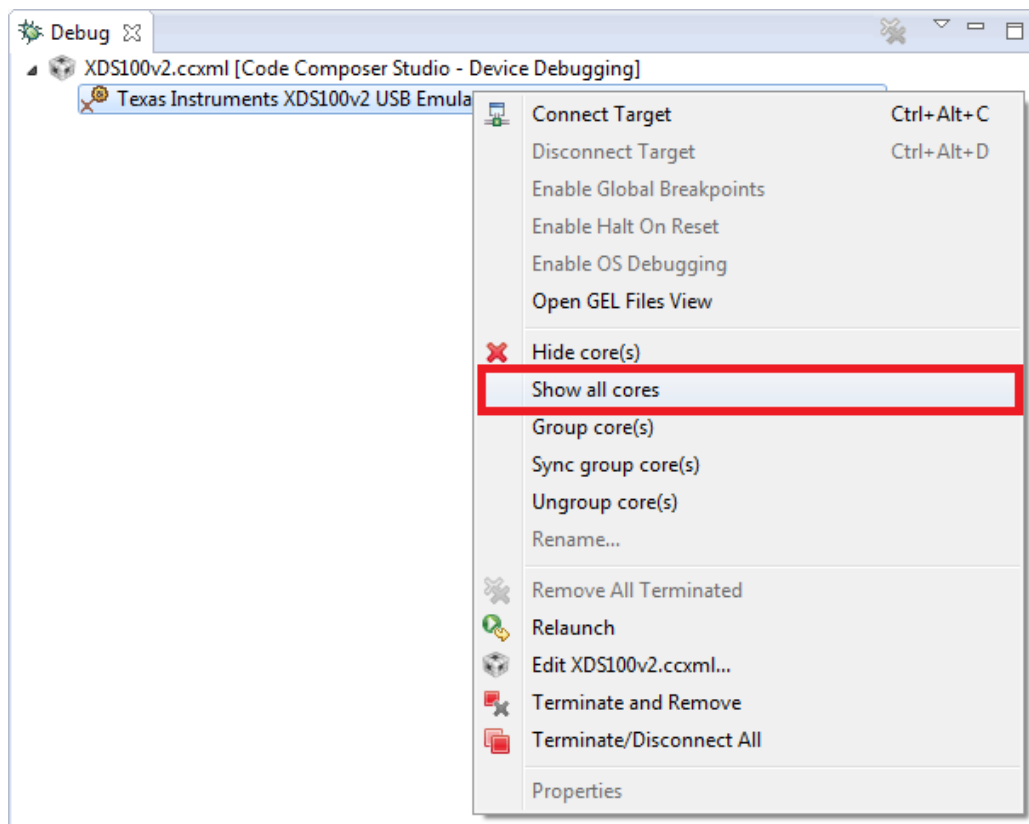 Debug
XDS100v2.ccxml [Code Composer Studio - Device Debugging]
Texas Instruments XDS100v2 USB Emula
Connect Target Ctrl+Alt+C
Disconnect Target Ctrl+Alt+D
Enable Global Breakpoints
Enable Halt On Reset
Enable OS Debugging
Open GEL Files View
Hide core(s)
Show all cores
Group core(s)
Sync group core(s)
Ungroup core(s)
Rename...
Remove All Terminated
Relaunch
Edit XDS100v2.ccxml...
Terminate and Remove
Terminate/Disconnect All
Properties